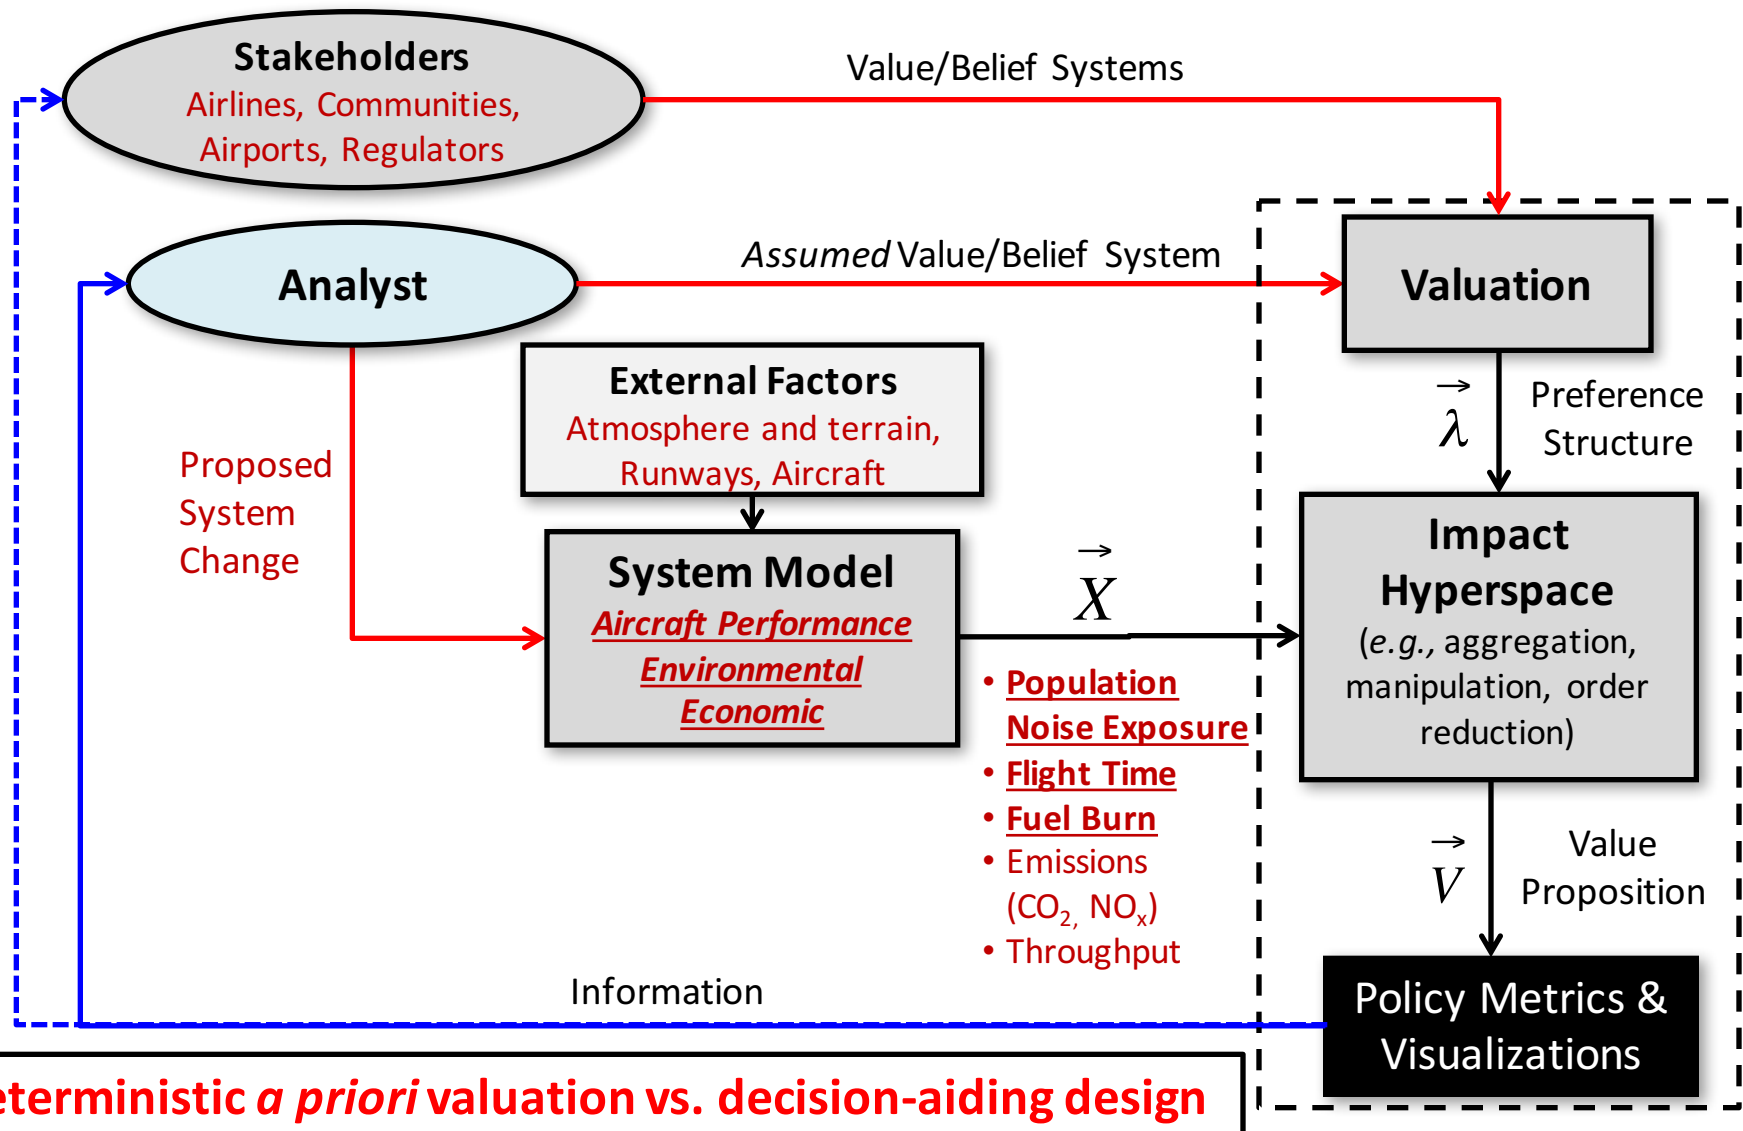 Stakeholders
Airlines, Communities,
Airports, Regulators
Value/Belief Systems
Analyst
Assumed Value/Belief System
Valuation
External Factors
Atmosphere and terrain,
Runways, Aircraft
Proposed
System
Change
λ
Preference
Structure
System Model
Aircraft Performance
Environmental
Economic
X
Impact
Hyperspace
(e.g., aggregation,
manipulation, order
reduction)
• Population
Noise Exposure
• Flight Time
• Fuel Burn
• Emissions
(CO2, NOx)
• Throughput
V
Value
Proposition
Information
Policy Metrics &
Visualizations
eterministic a priori valuation vs. decision-aiding design